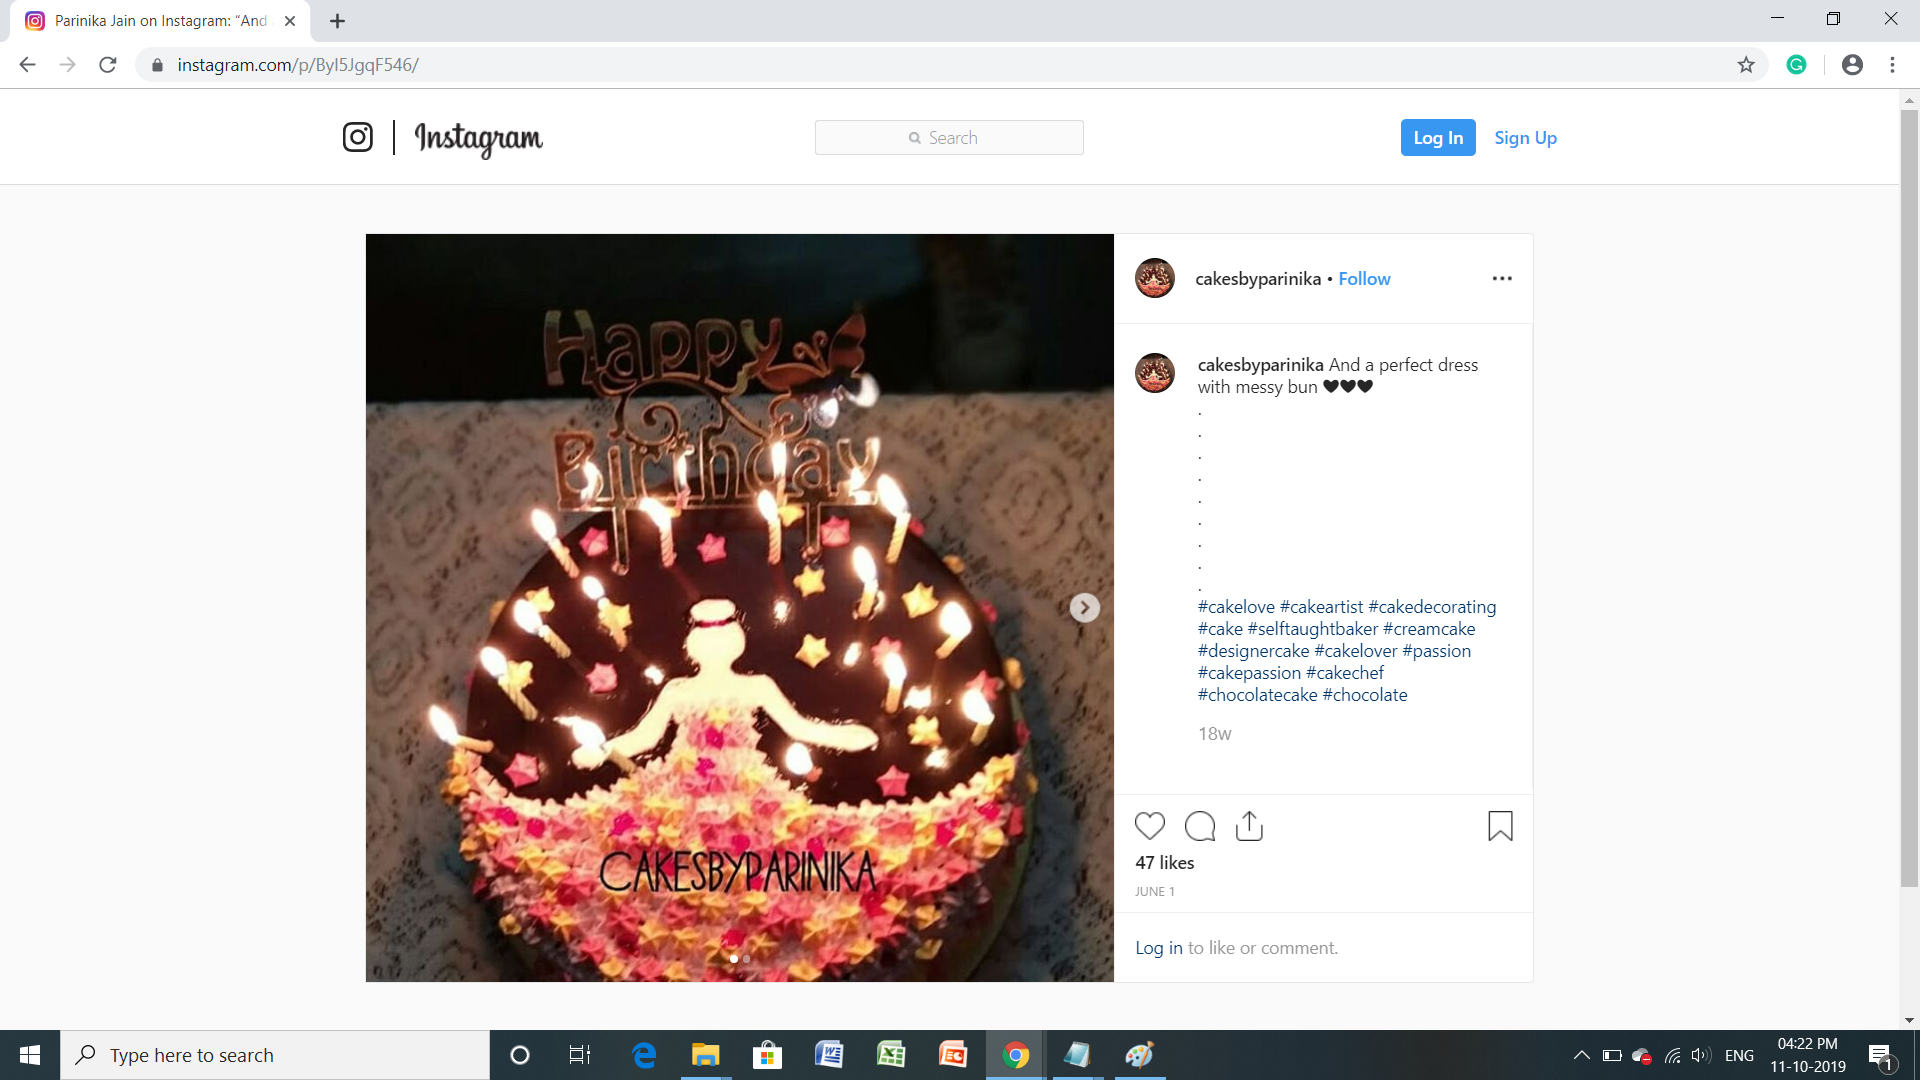 Parinika Jain on Instagram: “And
instagram.com/p/ByI5JgqF546/
Instagram
Search
Log In
Sign Up
Happy
Birthday
CAKESBYPARINIKA
cakesbyparinika • Follow
cakesbyparinika And a perfect dress
with messy bun 🖤🖤🖤
.
.
.
.
.
.
.
.
.
#cakelove #cakeartist #cakedecorating
#cake #selftaughtbaker #creamcake
#designercake #cakelover #passion
#cakepassion #cakechef
#chocolatecake #chocolate
18w
47 likes
JUNE 1
Log in to like or comment.
Type here to search
ENG
04:22 PM
11-10-2019
1